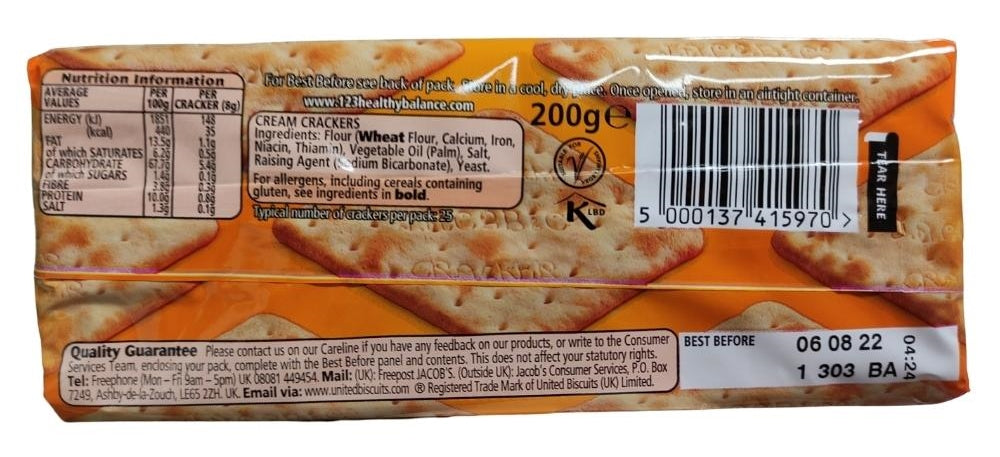 Nutrition Information
AVERAGE VALUES PER 100g PER CRACKER (8g)
ENERGY (kJ) 1851 148
(kcal) 440 35
FAT 13.5g 1.1g
of which SATURATES 6.2g 0.5g
CARBOHYDRATE 67.7g 5.4g
of which SUGARS 1.4g 0.1g
FIBRE 3.8g 0.3g
PROTEIN 10.0g 0.8g
SALT 1.3g 0.1g
For Best Before see back of pack. Store in a cool, dry place. Once opened, store in an airtight container.
www.123healthybalance.com
200g e
CREAM CRACKERS
Ingredients: Flour (Wheat Flour, Calcium, Iron,
Niacin, Thiamin), Vegetable Oil (Palm), Salt,
Raising Agent (Sodium Bicarbonate), Yeast.
For allergens, including cereals containing
gluten, see ingredients in bold.
Typical number of crackers per pack: 25
K LBD
5 000137 415970 >
TEAR HERE
CRACKERS
Quality Guarantee Please contact us on our Careline if you have any feedback on our products, or write to the Consumer
Services Team, enclosing your pack, complete with the Best Before panel and contents. This does not affect your statutory rights.
Tel: Freephone (Mon – Fri 9am – 5pm) UK 08081 449454. Mail: (UK): Freepost JACOB'S. (Outside UK): Jacob's Consumer Services, P.O. Box
7249, Ashby-de-la-Zouch, LE65 2ZH. UK. Email via: www.unitedbiscuits.com ® Registered Trade Mark of United Biscuits (UK) Limited.
BEST BEFORE 06 08 22
1 303 BA
04:24